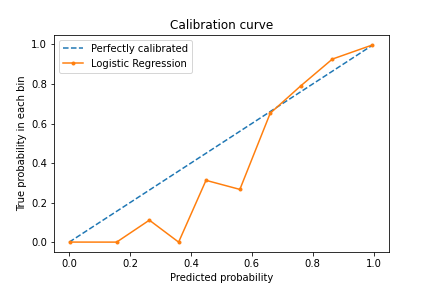 Calibration curve
Perfectly calibrated
Logistic Regression
True probability in each bin
1.0
0.8
0.6
0.4
0.2
0.0
0.0 0.2 0.4 0.6 0.8 1.0
Predicted probability